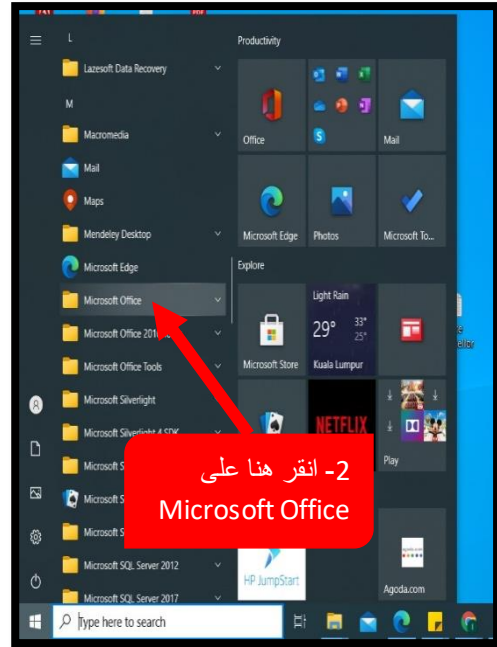 L
Lazesoft Data Recovery
M
Macromedia
Mail
Maps
Mendeley Desktop
Microsoft Edge
Microsoft Office
Microsoft Office
Microsoft Office Tools
Microsoft Silverlight
Microsoft Silverlight 4 SDK
Microsoft S
Microsoft S
Microsoft S
Microsoft SQL Server 2012
Microsoft SQL Server 2017
Type here to search
Productivity
Office
Mail
Microsoft Edge
Photos
Microsoft To...
Explore
Microsoft Store
Light Rain
29° 33°
25°
Kuala Lumpur
NETFLIX
Play
HP JumpStart
Agoda.com
2- انقر هنا على
Microsoft Office